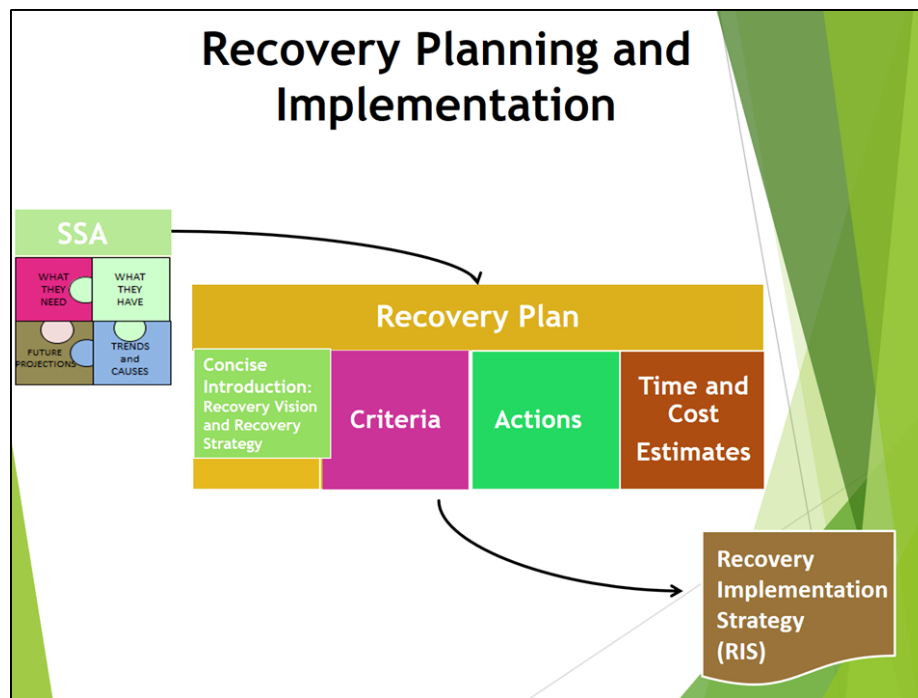 Recovery Planning and
Implementation
SSA
WHAT
THEY
NEED
WHAT
THEY
HAVE
FUTURE
PROJECTIONS
TRENDS
and
CAUSES
Recovery Plan
Concise
Introduction:
Recovery Vision
and Recovery
Strategy
Criteria
Actions
Time and
Cost
Estimates
Recovery
Implementation
Strategy
(RIS)